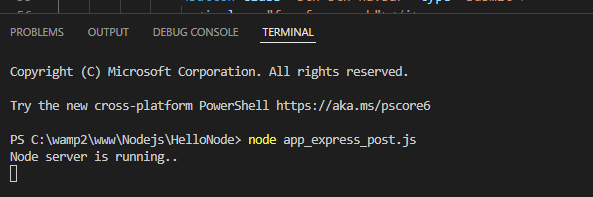 PROBLEMS OUTPUT DEBUG CONSOLE TERMINAL
Copyright (C) Microsoft Corporation. All rights reserved.
Try the new cross-platform PowerShell https://aka.ms/pscore6
PS C:\wamp2\www\Nodejs\HelloNode> node app_express_post.js
Node server is running..